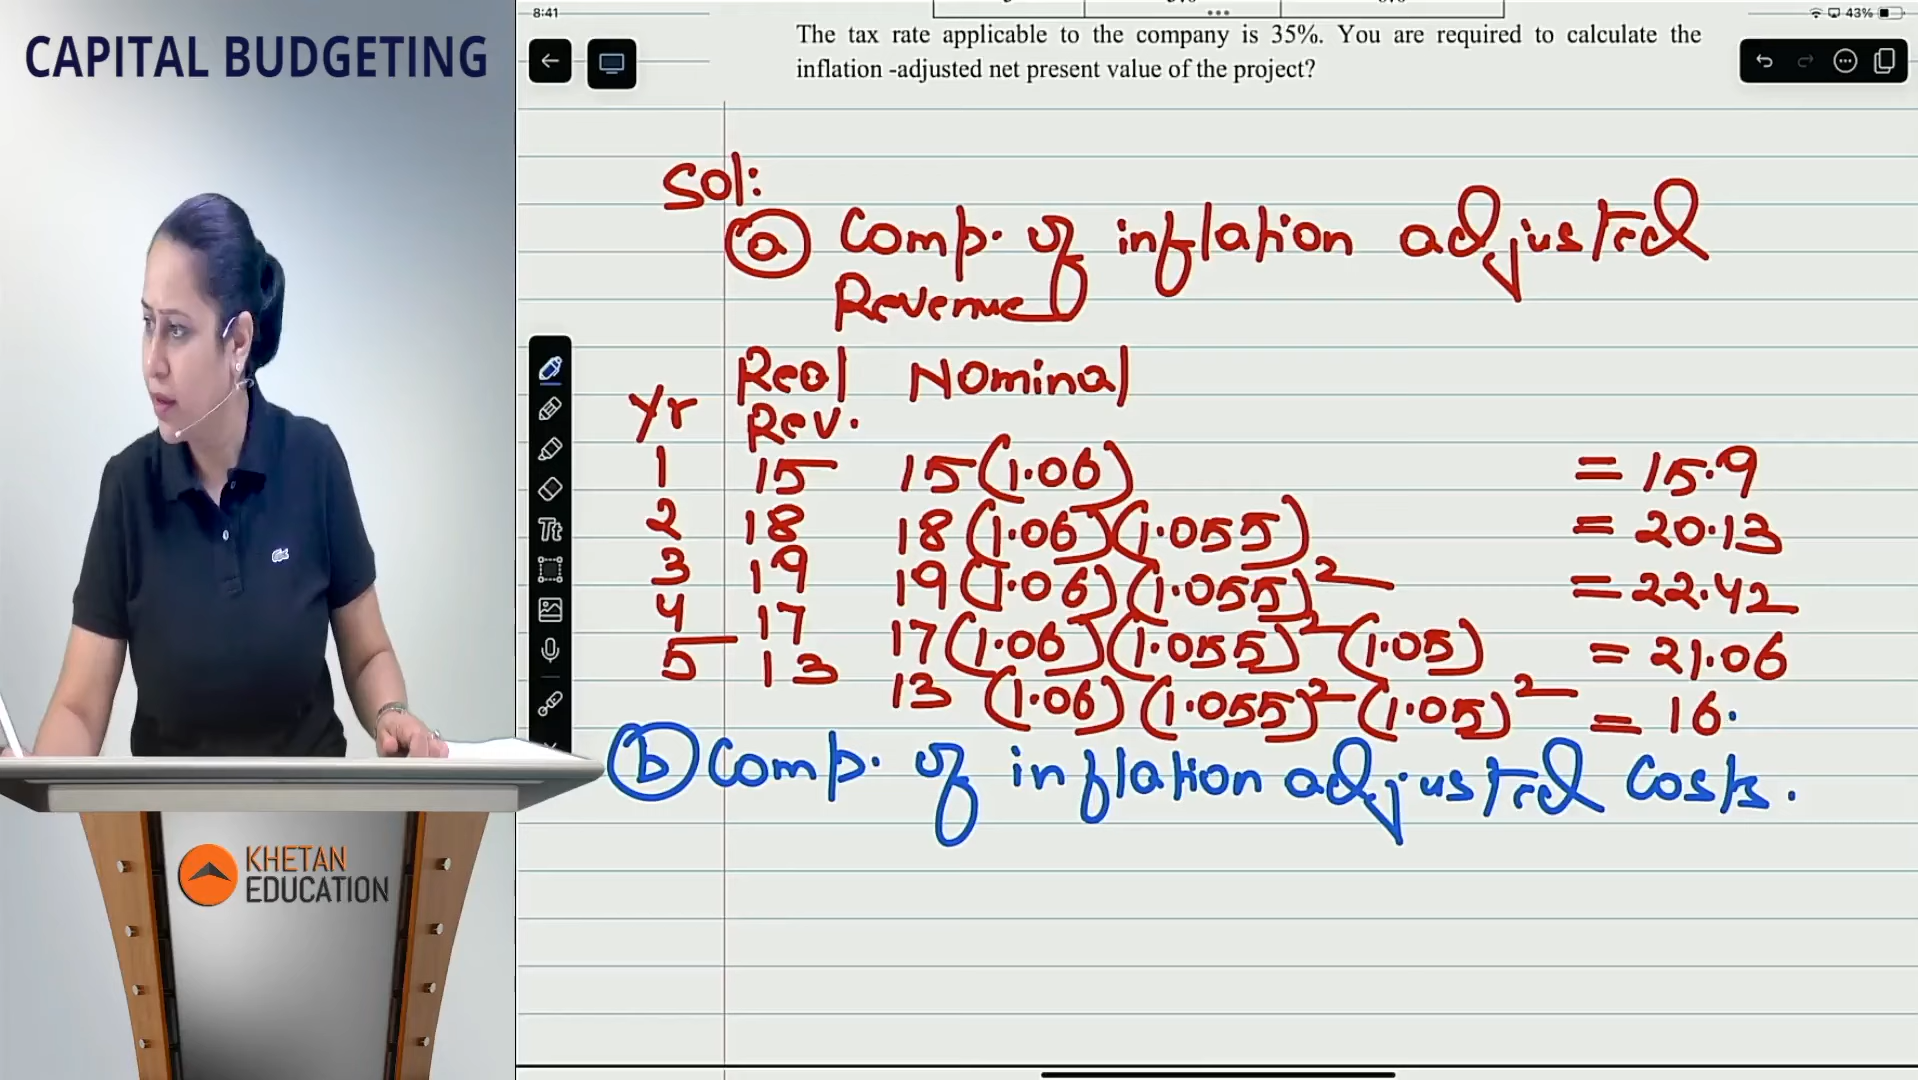 CAPITAL BUDGETING
8:41
43%
The tax rate applicable to the company is 35%. You are required to calculate the
inflation -adjusted net present value of the project?
Sol:
(a) Comp. of inflation adjusted
Revenue
Yr Real Rev. Nominal
1 15 15(1.06) = 15.9
2 18 18(1.06)(1.055) = 20.13
3 19 19(1.06)(1.055)² = 22.42
4 17 17(1.06)(1.055)²(1.05) = 21.06
5 13 13(1.06)(1.055)²(1.05)² = 16.
(b) Comp. of inflation adjusted Costs.
Tt
KHETAN
EDUCATION